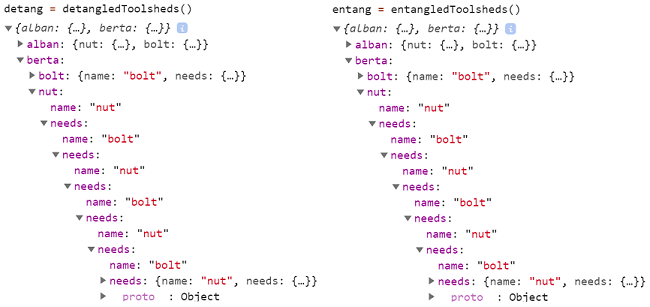 detang = detangledToolsheds()
{alban: {…}, berta: {…}} i
alban: {nut: {…}, bolt: {…}}
berta:
bolt: {name: "bolt", needs: {…}}
nut:
name: "nut"
needs:
name: "bolt"
needs:
name: "nut"
needs:
name: "bolt"
needs:
name: "nut"
needs:
name: "bolt"
needs: {name: "nut", needs: {…}}
__proto__: Object
entang = entangledToolsheds()
{alban: {…}, berta: {…}} i
alban: {nut: {…}, bolt: {…}}
berta:
bolt: {name: "bolt", needs: {…}}
nut:
name: "nut"
needs:
name: "bolt"
needs:
name: "nut"
needs:
name: "bolt"
needs:
name: "nut"
needs:
name: "bolt"
needs: {name: "nut", needs: {…}}
__proto__: Object